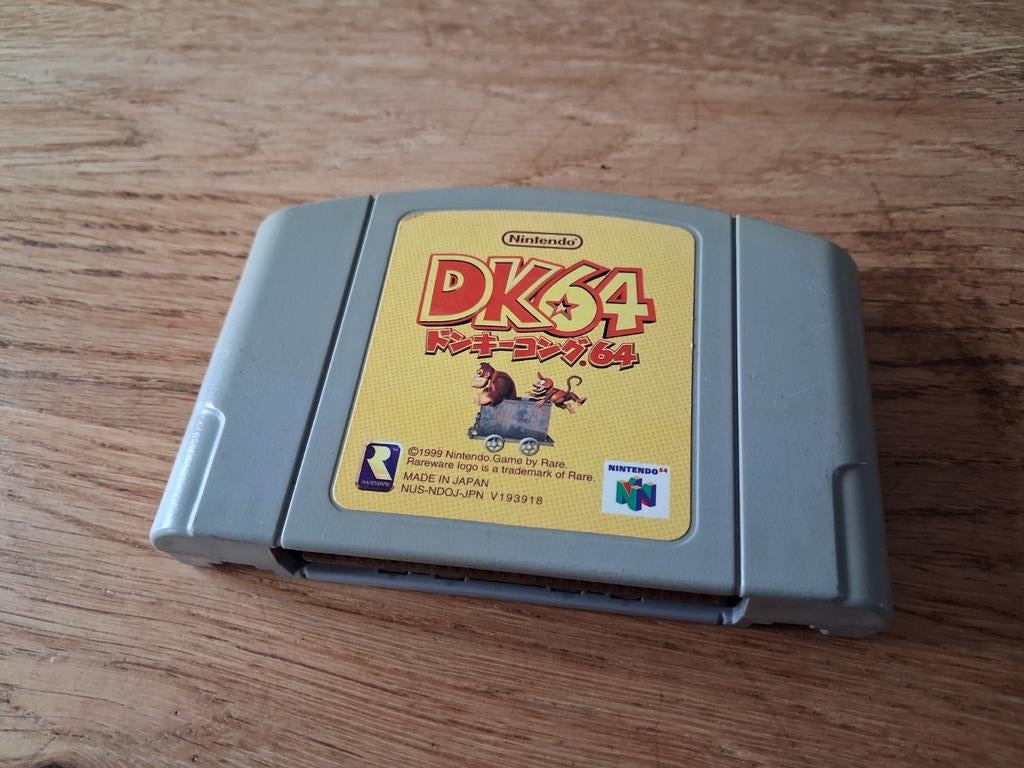 Nintendo®
DK64
ドンキーコング64
©1999 Nintendo.Game by Rare.
Rareware logo is a trademark of Rare.
MADE IN JAPAN
NUS-NDOJ-JPN V193918
R
RAREWARE
NINTENDO64
N